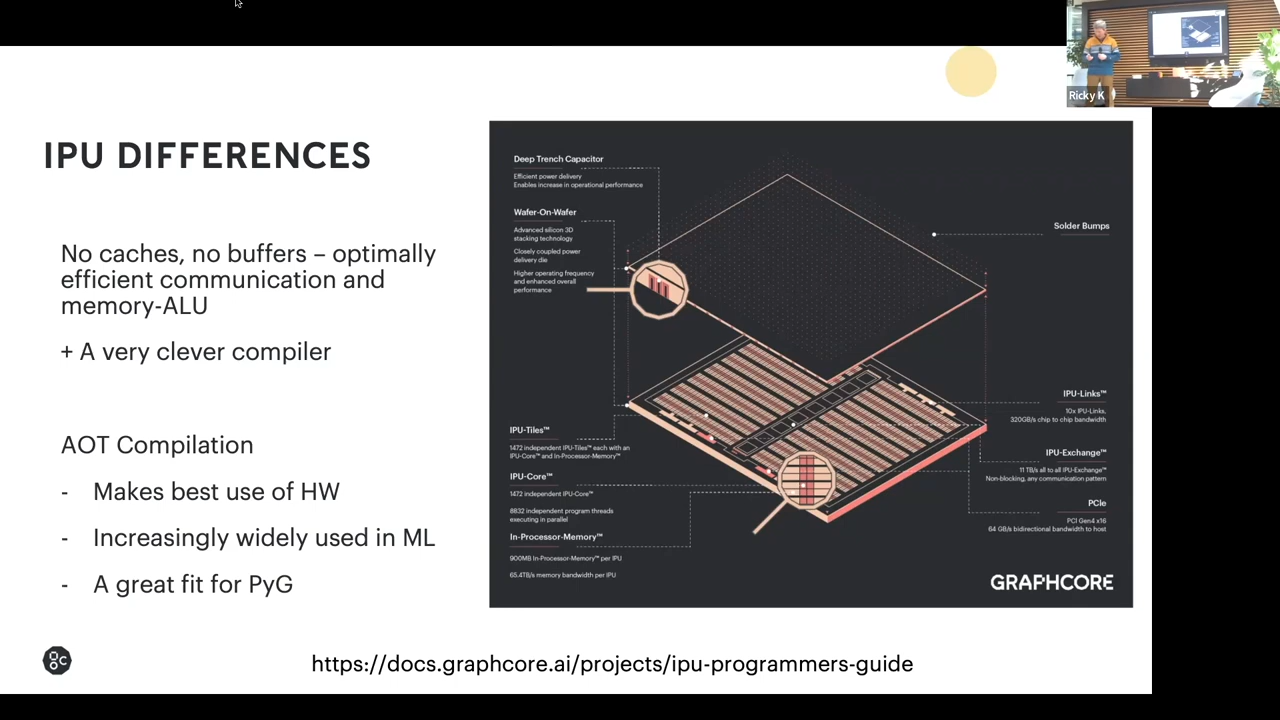 Ricky K
IPU DIFFERENCES
No caches, no buffers – optimally
efficient communication and
memory-ALU
+ A very clever compiler
AOT Compilation
- Makes best use of HW
- Increasingly widely used in ML
- A great fit for PyG
Deep Trench Capacitor
Efficient power delivery
Enables increase in operational performance
Wafer-On-Wafer
Advanced silicon 3D
stacking technology
Closely coupled power
delivery die
Higher operating frequency
and enhanced overall
performance
Solder Bumps
IPU-Tiles™
1472 independent IPU-Tiles™ each with an
IPU-Core™ and In-Processor-Memory™
IPU-Core™
1472 independent IPU-Core™
8832 independent program threads
executing in parallel
In-Processor-Memory™
900MB In-Processor-Memory™ per IPU
65.4TB/s memory bandwidth per IPU
IPU-Links™
10x IPU-Links,
320GB/s chip to chip bandwidth
IPU-Exchange™
11 TB/s all to all IPU-Exchange™
Non-blocking, any communication pattern
PCIe
PCI Gen4 x16
64 GB/s bidirectional bandwidth to host
GRAPHCORE
GC
https://docs.graphcore.ai/projects/ipu-programmers-guide